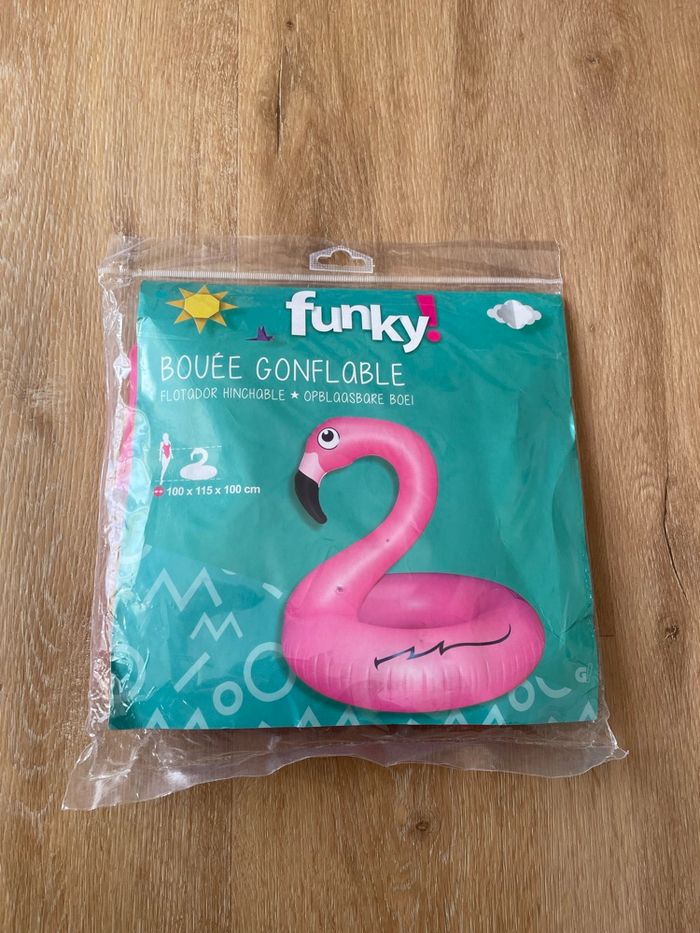 funky!
BOUÉE GONFLABLE
FLOTADOR HINCHABLE ★ OPBLAASBARE BOEI
100 x 115 x 100 cm